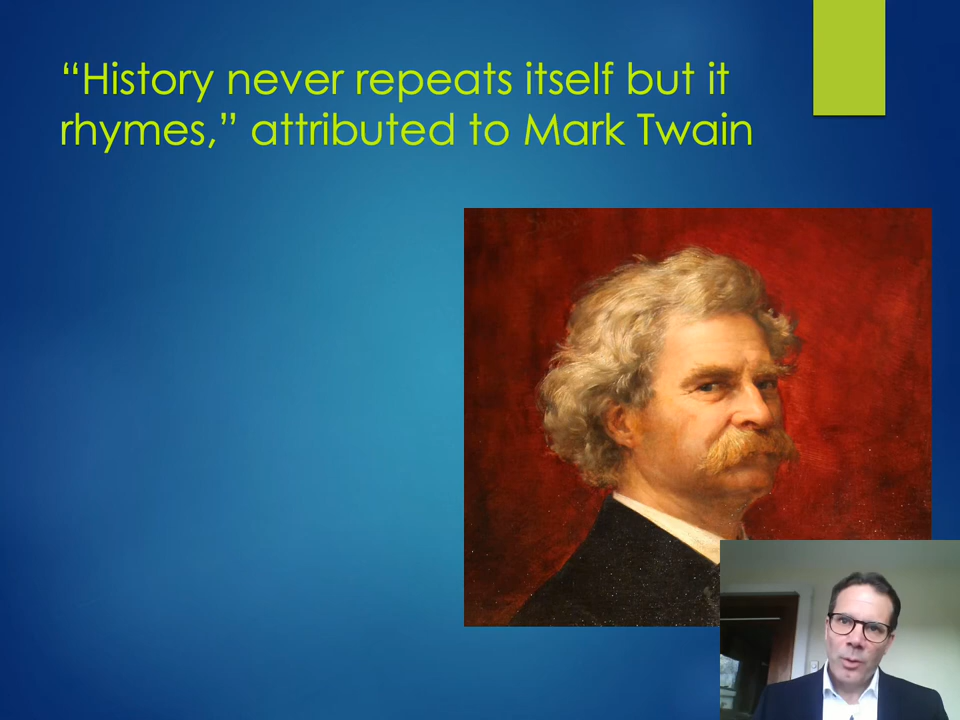 “History never repeats itself but it
rhymes,” attributed to Mark Twain